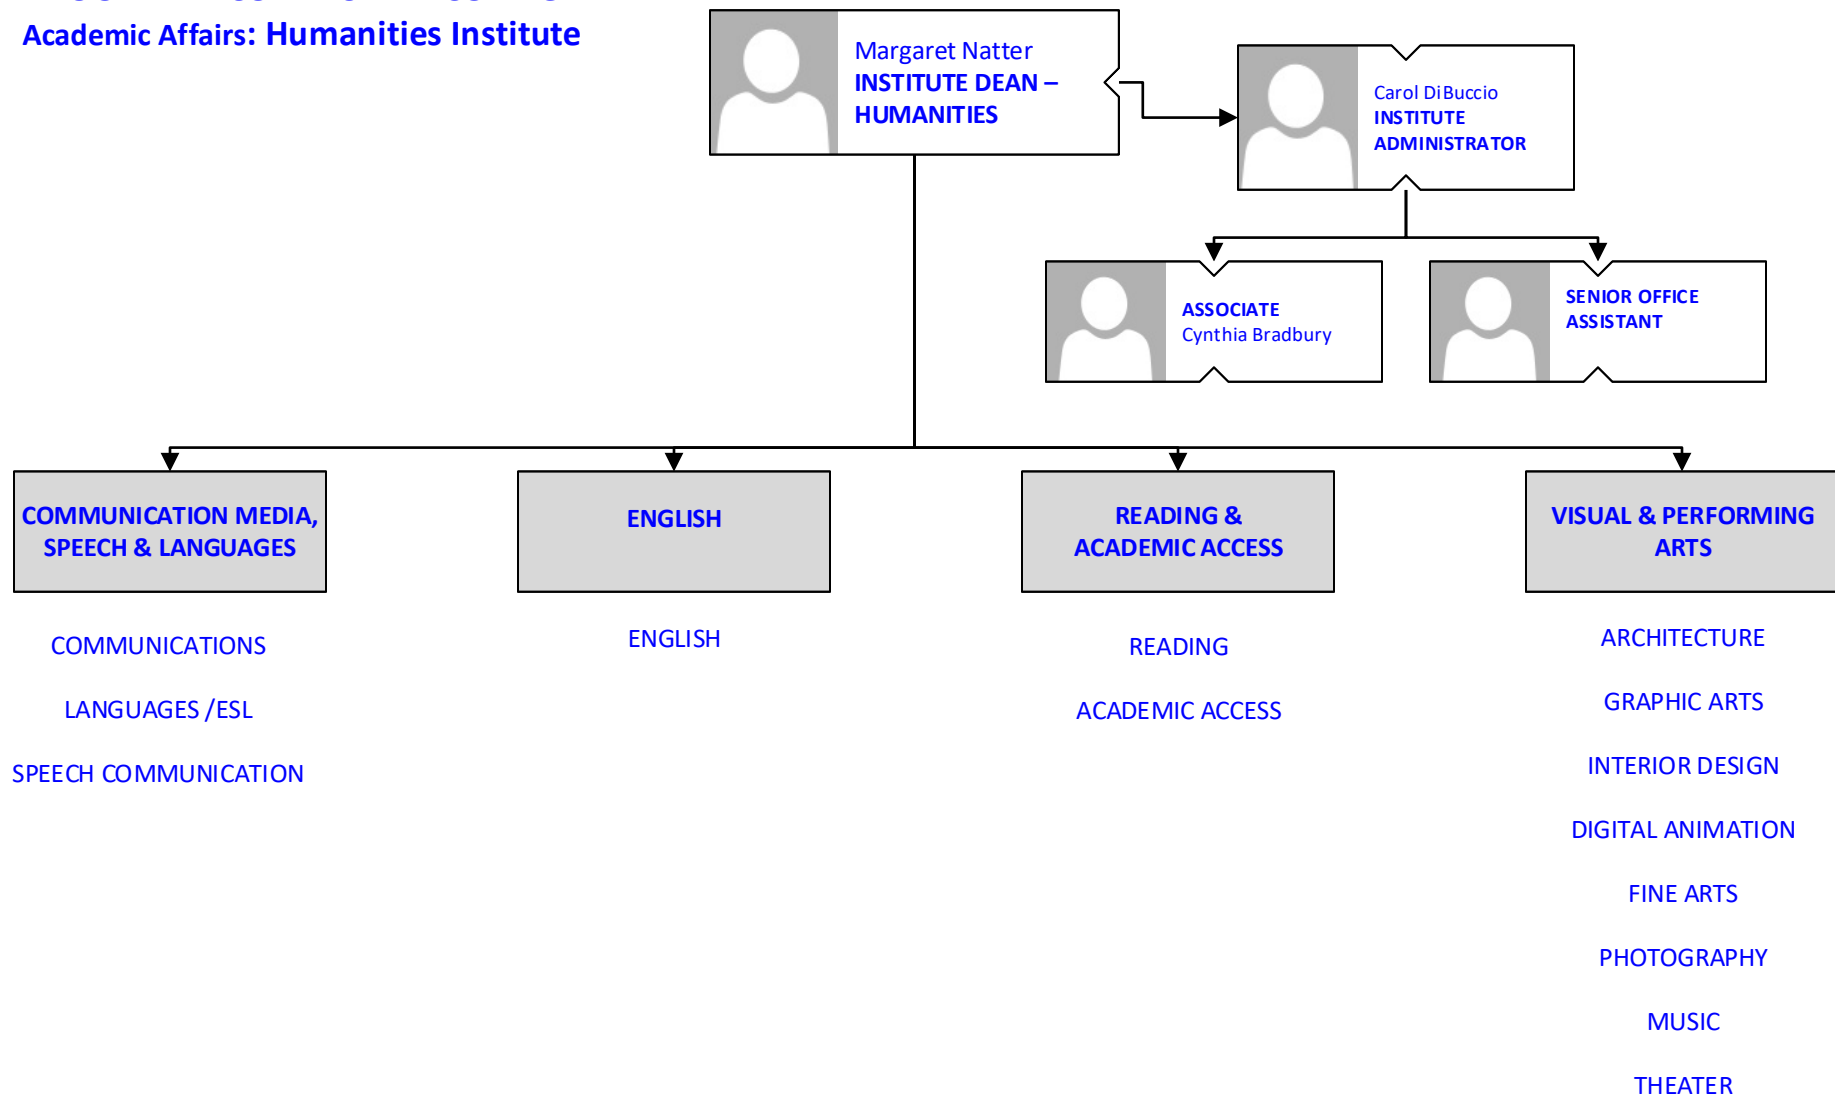 Academic Affairs: Humanities Institute
Margaret Natter
INSTITUTE DEAN –
HUMANITIES
Carol DiBuccio
INSTITUTE
ADMINISTRATOR
ASSOCIATE
Cynthia Bradbury
SENIOR OFFICE
ASSISTANT
COMMUNICATION MEDIA,
SPEECH & LANGUAGES
COMMUNICATIONS
LANGUAGES /ESL
SPEECH COMMUNICATION
ENGLISH
ENGLISH
READING &
ACADEMIC ACCESS
READING
ACADEMIC ACCESS
VISUAL & PERFORMING
ARTS
ARCHITECTURE
GRAPHIC ARTS
INTERIOR DESIGN
DIGITAL ANIMATION
FINE ARTS
PHOTOGRAPHY
MUSIC
THEATER